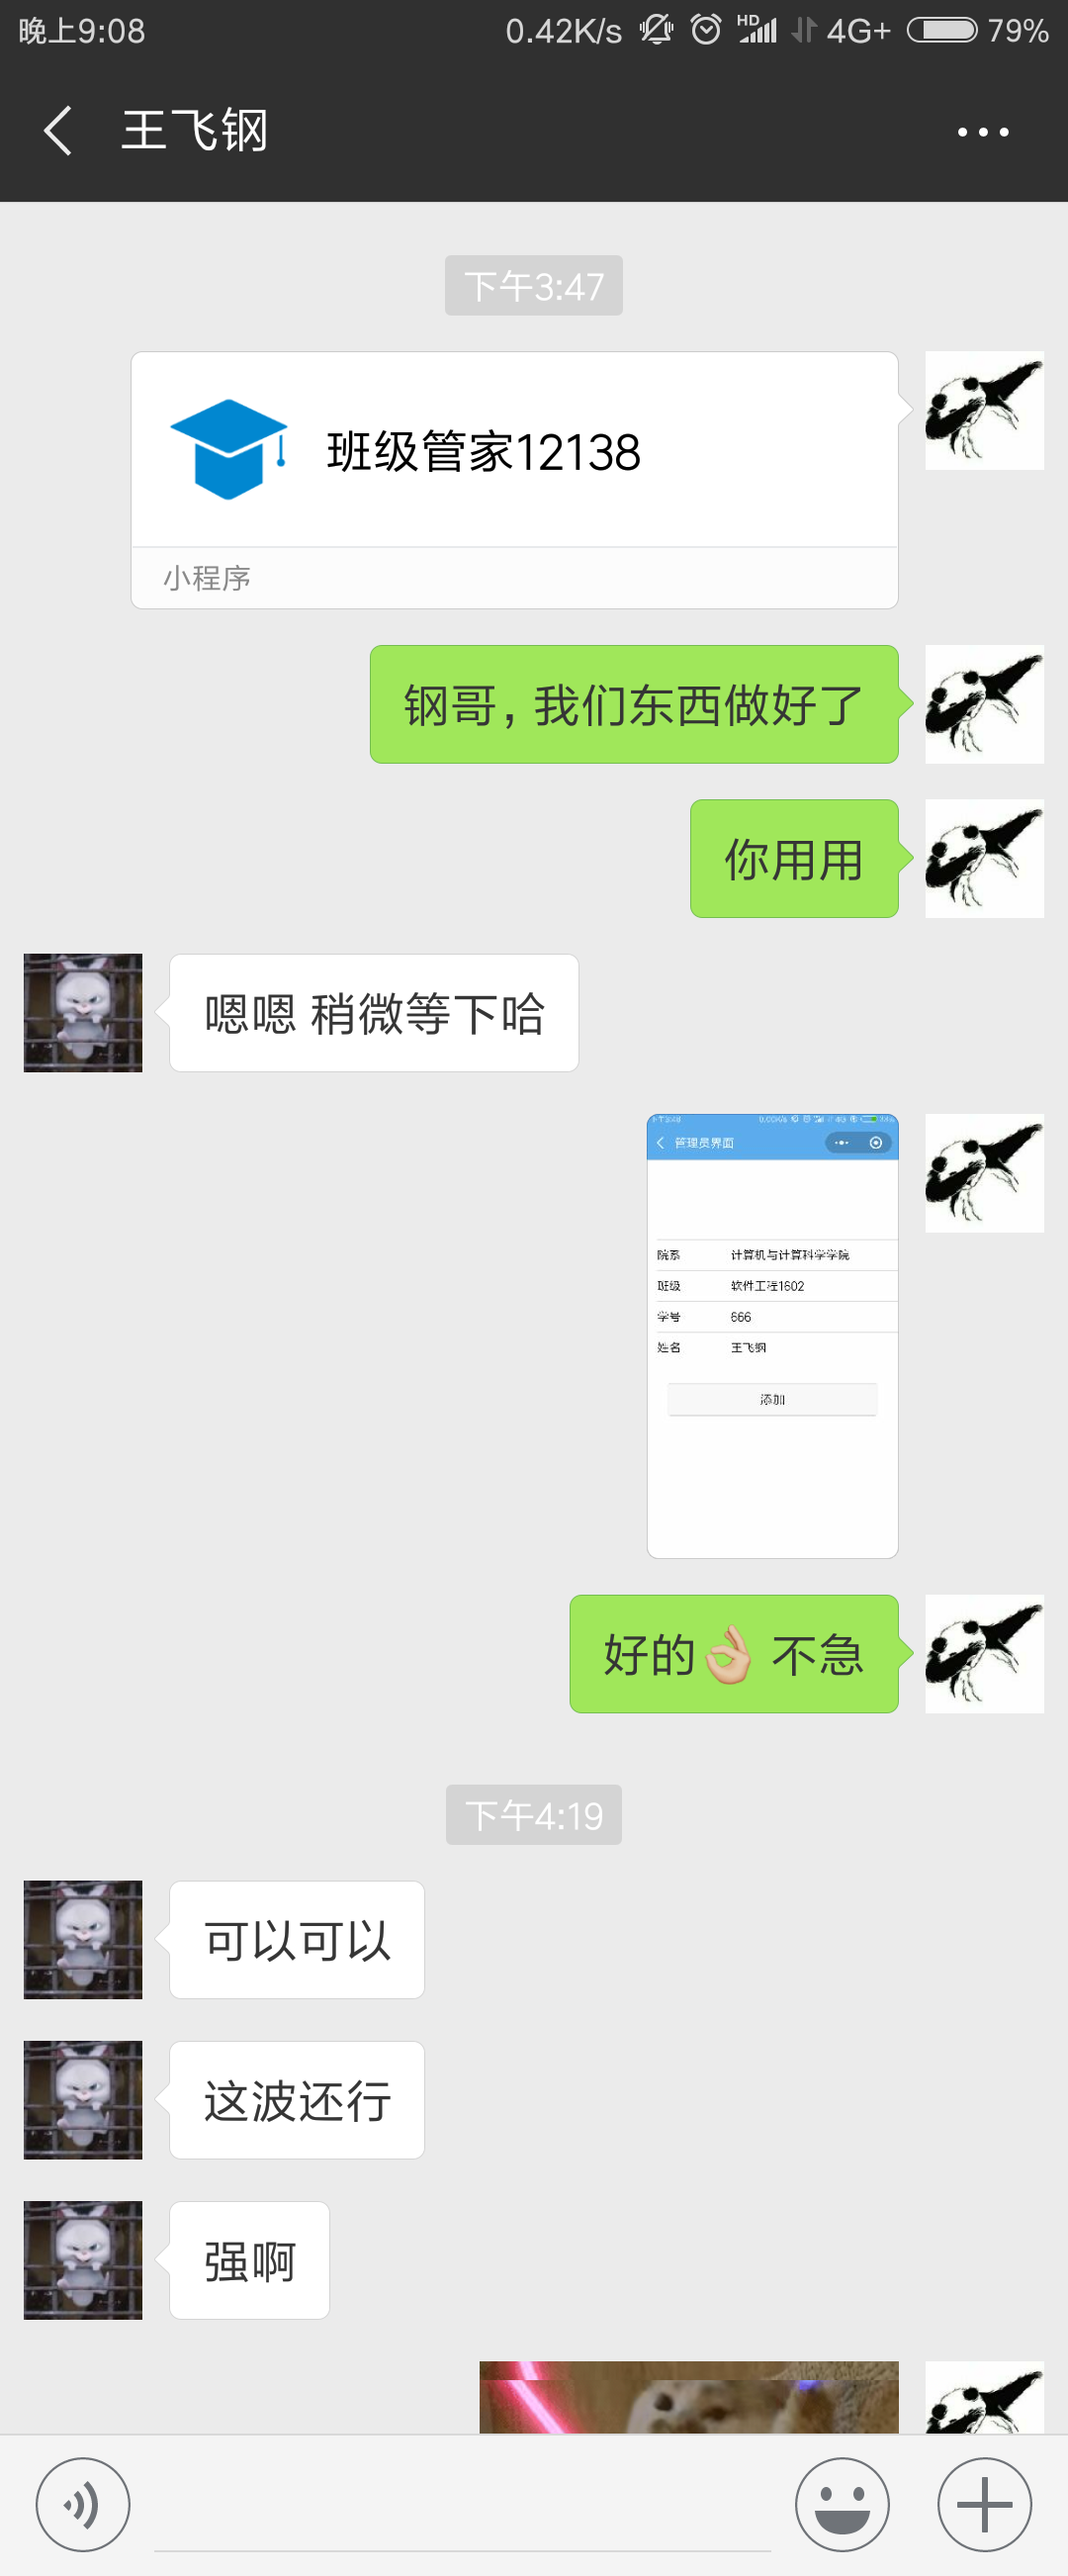 晚上9:08
0.42K/s HD 4G+ 79%
王飞钢
下午3:47
班级管家12138
小程序
钢哥，我们东西做好了
你用用
嗯嗯 稍微等下哈
管理员界面
院系 计算机与计算科学学院
班级 软件工程1602
学号 666
姓名 王飞钢
添加
好的👌 不急
下午4:19
可以可以
这波还行
强啊